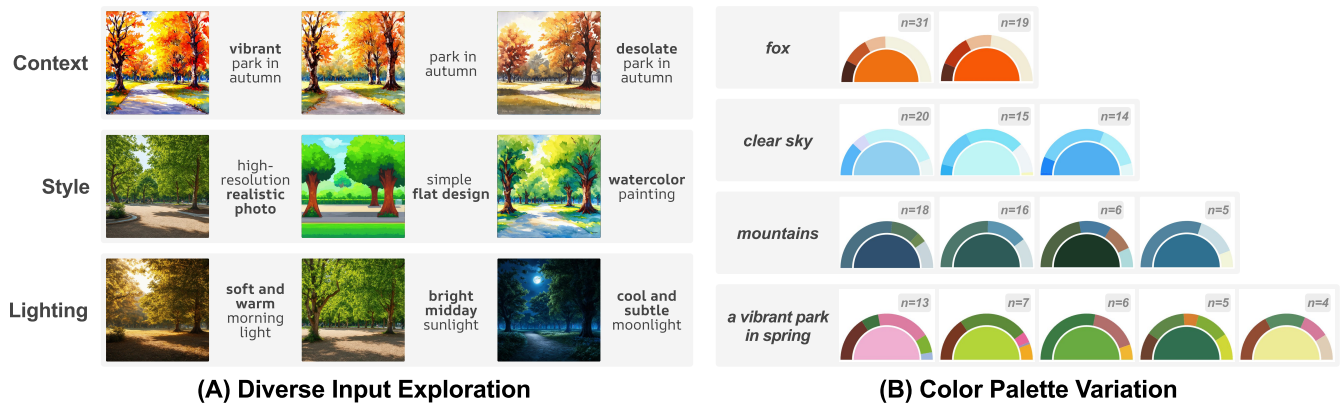 Context
vibrant
park in
autumn
park in
autumn
desolate
park in
autumn
Style
high-
resolution
realistic
photo
simple
flat design
watercolor
painting
Lighting
soft and
warm
morning
light
bright
midday
sunlight
cool and
subtle
moonlight
(A) Diverse Input Exploration
fox
n=31
n=19
clear sky
n=20
n=15
n=14
mountains
n=18
n=16
n=6
n=5
a vibrant park
in spring
n=13
n=7
n=6
n=5
n=4
(B) Color Palette Variation